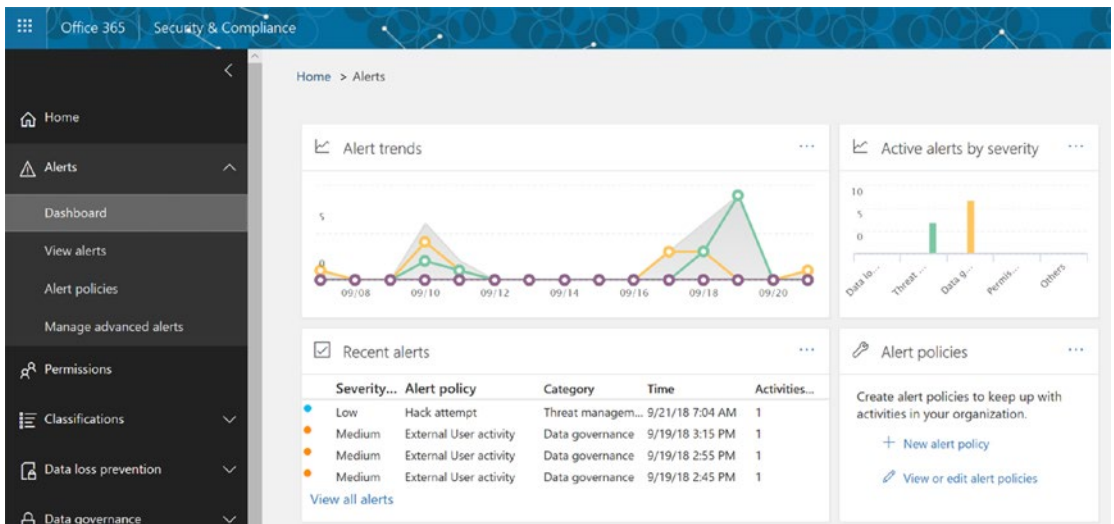 Office 365 Security & Compliance
Home > Alerts
Home
Alerts
Dashboard
View alerts
Alert policies
Manage advanced alerts
Permissions
Classifications
Data loss prevention
Data governance
Alert trends ...
5
0
09/08 09/10 09/12 09/14 09/16 09/18 09/20
Active alerts by severity ...
10
5
0
Data lo... Threat ... Data g... Permis... Others
Recent alerts ...
Severity... Alert policy Category Time Activities...
Low Hack attempt Threat managem... 9/21/18 7:04 AM 1
Medium External User activity Data governance 9/19/18 3:15 PM 1
Medium External User activity Data governance 9/19/18 2:55 PM 1
Medium External User activity Data governance 9/19/18 2:45 PM 1
View all alerts
Alert policies ...
Create alert policies to keep up with
activities in your organization.
+ New alert policy
View or edit alert policies